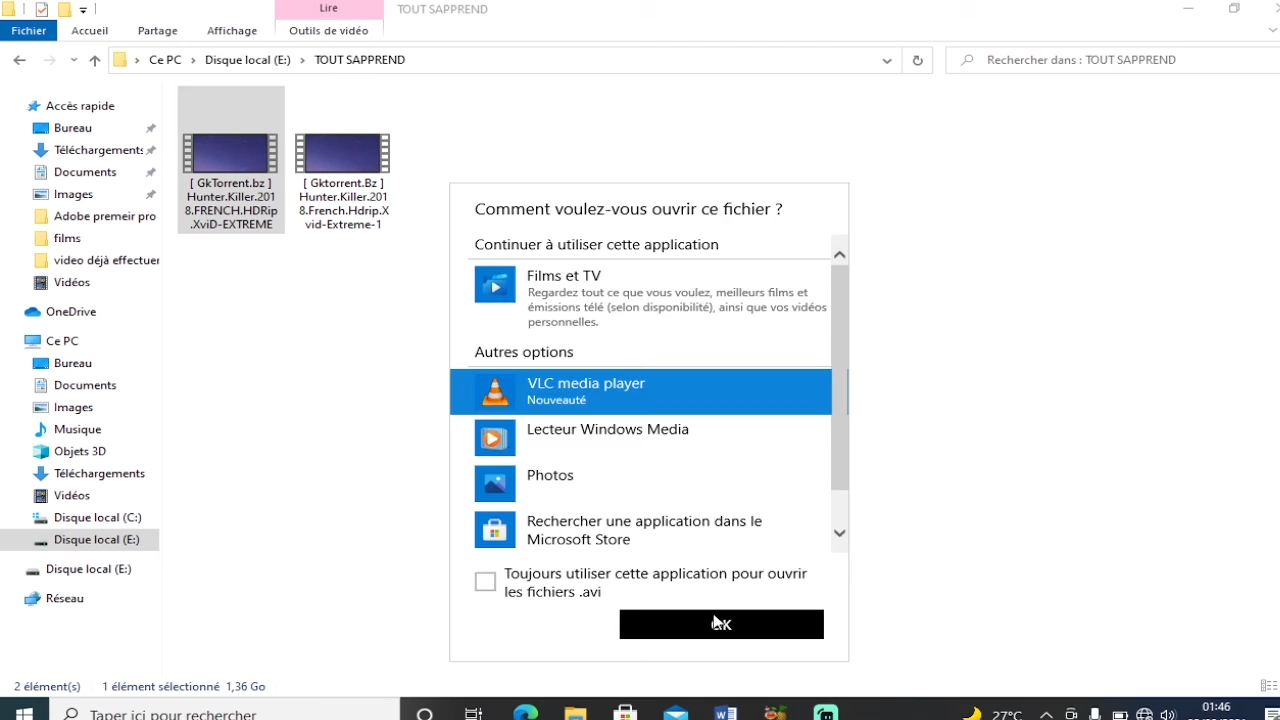 Lire
TOUT SAPPREND
Fichier
Accueil
Partage
Affichage
Outils de vidéo
Ce PC
Disque local (E:)
TOUT SAPPREND
Rechercher dans : TOUT SAPPREND
Accès rapide
Bureau
Téléchargements
Documents
Images
Adobe premeir pro
films
video déjà effectuer
Vidéos
OneDrive
Ce PC
Bureau
Documents
Images
Musique
Objets 3D
Téléchargements
Vidéos
Disque local (C:)
Disque local (E:)
Disque local (E:)
Réseau
[ GkTorrent.bz ]
Hunter.Killer.201
8.FRENCH.HDRip
.XviD-EXTREME
[ Gktorrent.Bz ]
Hunter.Killer.201
8.French.Hdrip.X
vid-Extreme-1
Comment voulez-vous ouvrir ce fichier ?
Continuer à utiliser cette application
Films et TV
Regardez tout ce que vous voulez, meilleurs films et
émissions télé (selon disponibilité), ainsi que vos vidéos
personnelles.
Autres options
VLC media player
Nouveauté
Lecteur Windows Media
Photos
Rechercher une application dans le
Microsoft Store
Toujours utiliser cette application pour ouvrir
les fichiers .avi
OK
2 élément(s)
1 élément sélectionné 1,36 Go
Taper ici pour rechercher
27°C
01:46